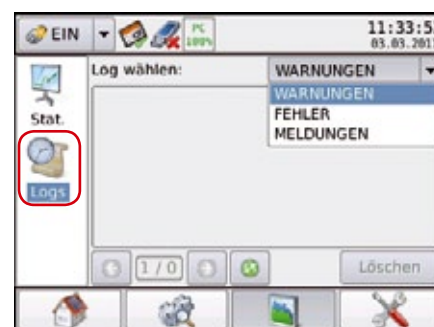 EIN
PC
100%
11:33:5
03.03.201
Log wählen:
WARNUNGEN
WARNUNGEN
FEHLER
MELDUNGEN
Stat.
Logs
1 / 0
Löschen